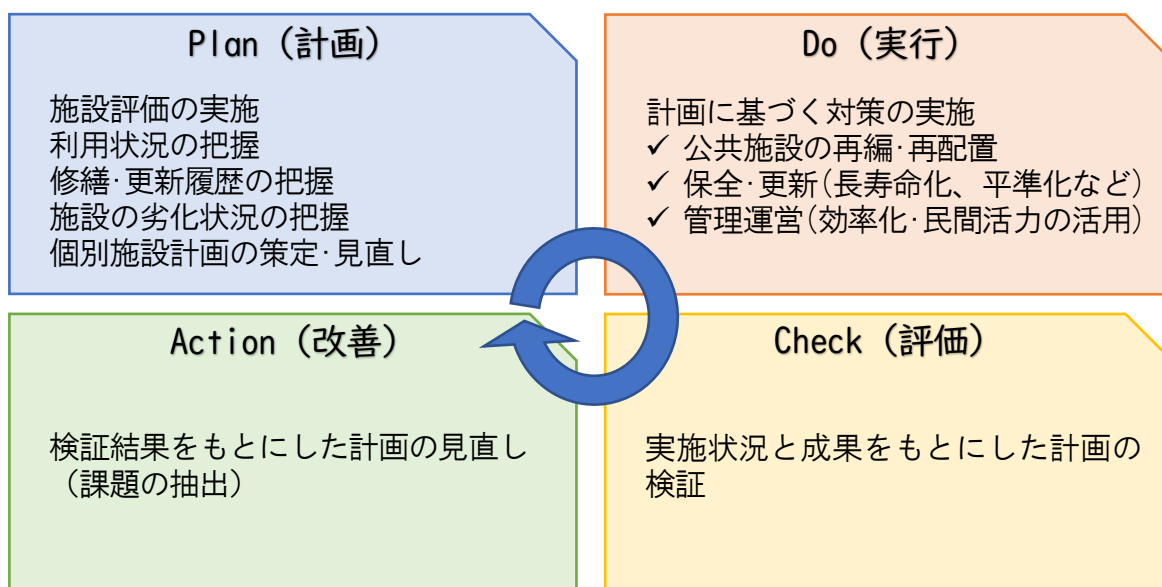 Plan（計画）
施設評価の実施
利用状況の把握
修繕･更新履歴の把握
施設の劣化状況の把握
個別施設計画の策定･見直し
Do（実行）
計画に基づく対策の実施
✓ 公共施設の再編･再配置
✓ 保全･更新(長寿命化、平準化など)
✓ 管理運営(効率化･民間活力の活用)
Action（改善）
検証結果をもとにした計画の見直し
（課題の抽出）
Check（評価）
実施状況と成果をもとにした計画の
検証